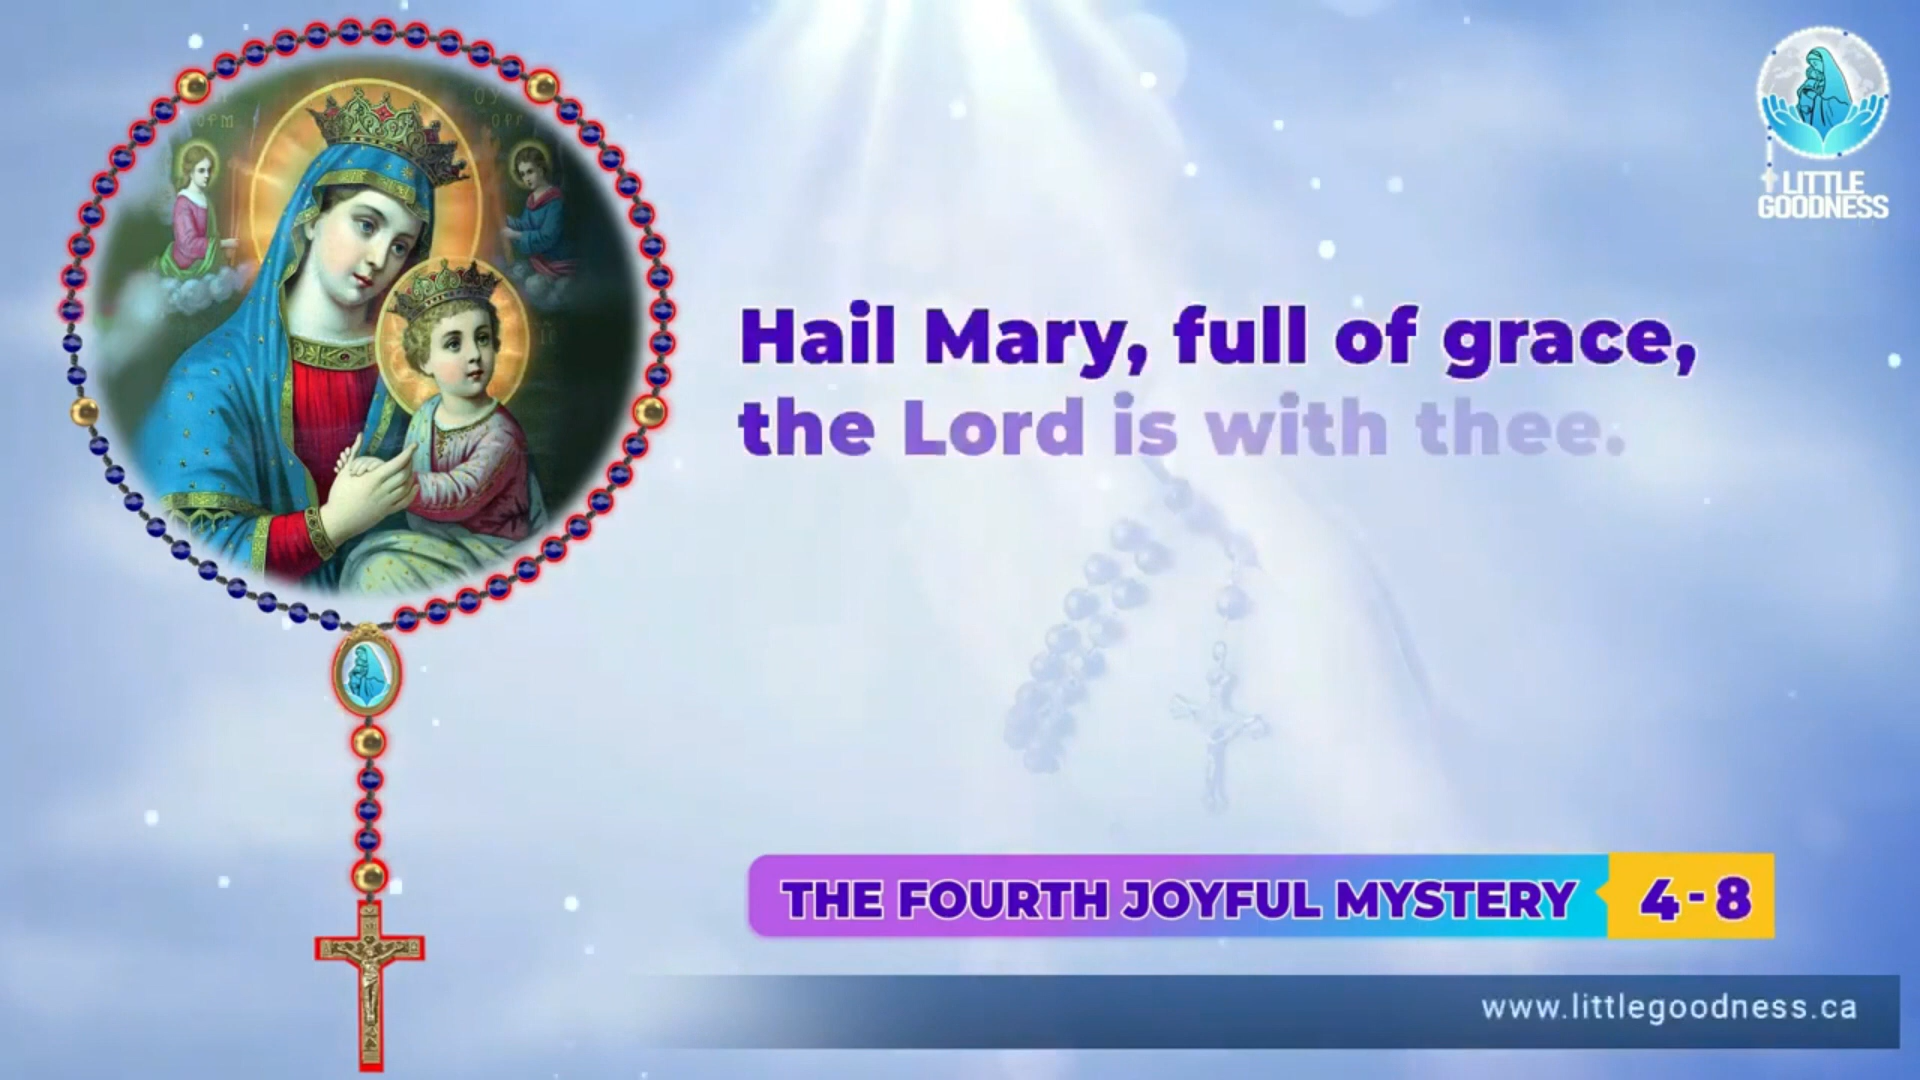 LITTLE
GOODNESS
Hail Mary, full of grace,
the Lord is with thee.
THE FOURTH JOYFUL MYSTERY 4-8
www.littlegoodness.ca